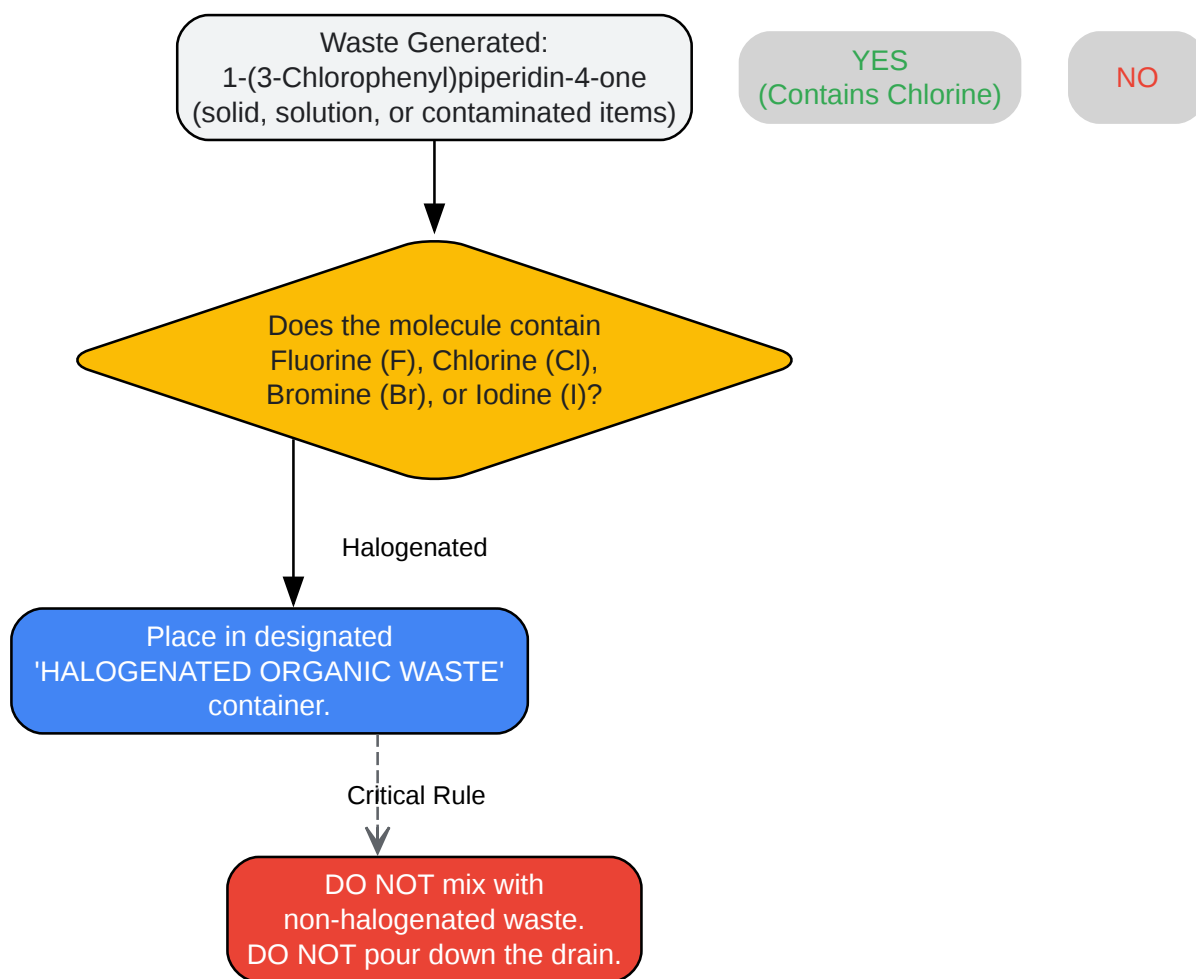 Waste Generated:
1-(3-Chlorophenyl)piperidin-4-one
(solid, solution, or contaminated items)
YES
(Contains Chlorine)
NO
Does the molecule contain
Fluorine (F), Chlorine (Cl),
Bromine (Br), or Iodine (I)?
Halogenated
Place in designated
'HALOGENATED ORGANIC WASTE'
container.
Critical Rule
DO NOT mix with
non-halogenated waste.
DO NOT pour down the drain.